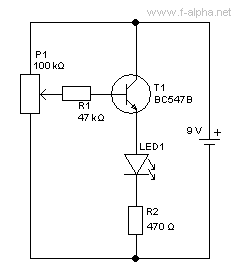 www.f-alpha.net
P1
100 kΩ
T1
BC547B
R1
47 kΩ
9 V
+
LED1
R2
470 Ω